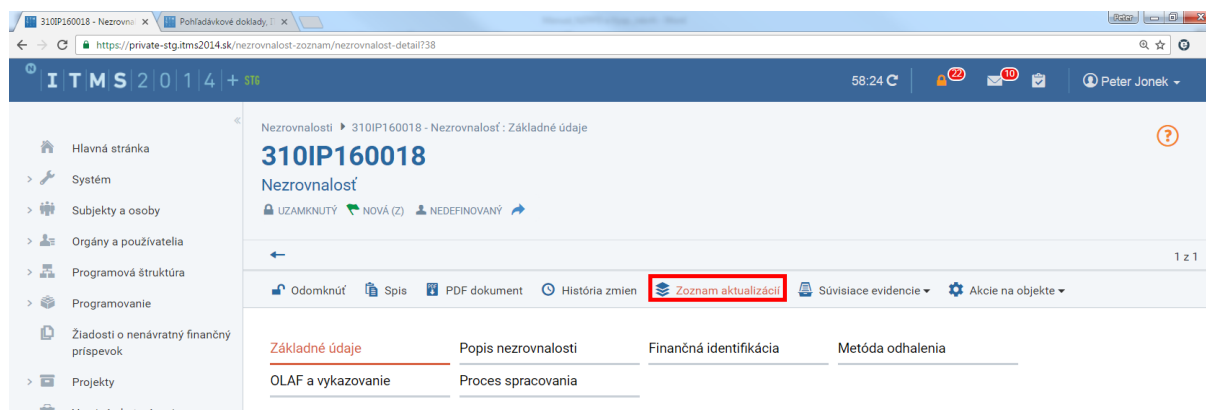 310IP160018 - Nezrovnal
Pohľadávkové doklady, I
Peter
https://private-stg.itms2014.sk/nezrovnalost-zoznam/nezrovnalost-detail?38
ITMS2014+ STG
58:24
22
10
Peter Jonek
Hlavná stránka
Systém
Subjekty a osoby
Orgány a používatelia
Programová štruktúra
Programovanie
Žiadosti o nenávratný finančný
príspevok
Projekty
Nezrovnalosti
310IP160018 - Nezrovnalosť : Základné údaje
310IP160018
Nezrovnalosť
UZAMKNUTÝ NOVÁ (Z) NEDEFINOVANÝ
1 z 1
Odomknúť Spis PDF dokument História zmien Zoznam aktualizácií Súvisiace evidencie Akcie na objekte
Základné údaje Popis nezrovnalosti Finančná identifikácia Metóda odhalenia
OLAF a vykazovanie Proces spracovania